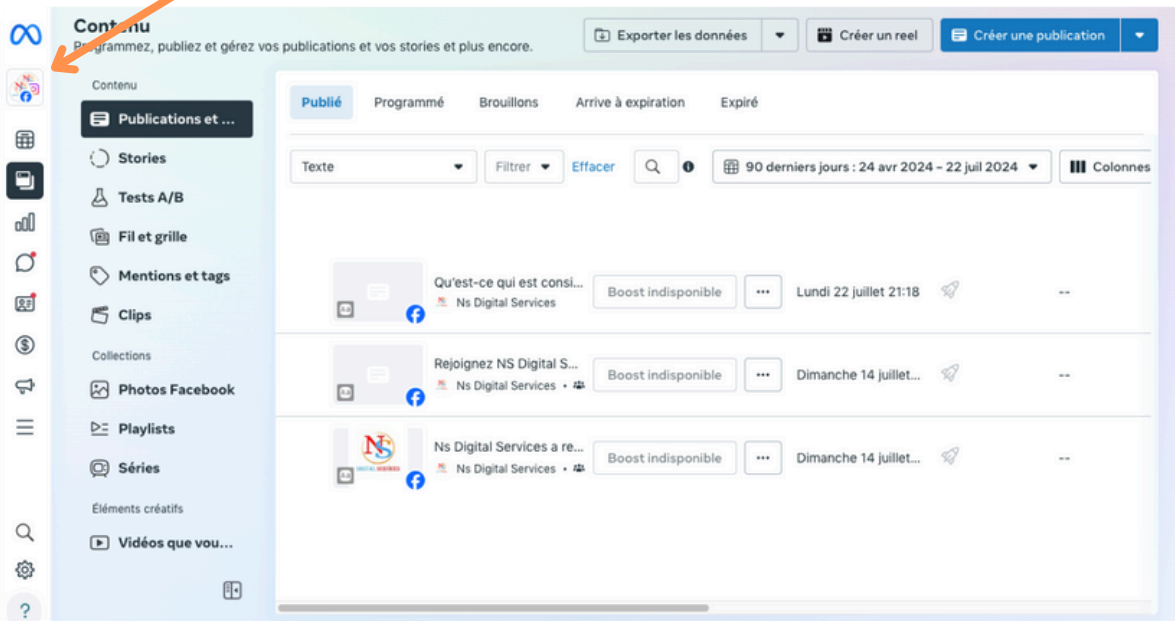 Contenu
Programmez, publiez et gérez vos publications et vos stories et plus encore.
Exporter les données
Créer un reel
Créer une publication
Contenu
Publications et ...
Stories
Tests A/B
Fil et grille
Mentions et tags
Clips
Collections
Photos Facebook
Playlists
Séries
Éléments créatifs
Vidéos que vou...
?
Publié
Programmé
Brouillons
Arrive à expiration
Expiré
Texte
Filtrer
Effacer
90 derniers jours : 24 avr 2024 – 22 juil 2024
Colonnes
Qu'est-ce qui est consi...
Ns Digital Services
Boost indisponible
Lundi 22 juillet 21:18
--
Rejoignez NS Digital S...
Ns Digital Services •
Boost indisponible
Dimanche 14 juillet...
--
NS
Ns Digital Services a re...
Ns Digital Services •
Boost indisponible
Dimanche 14 juillet...
--